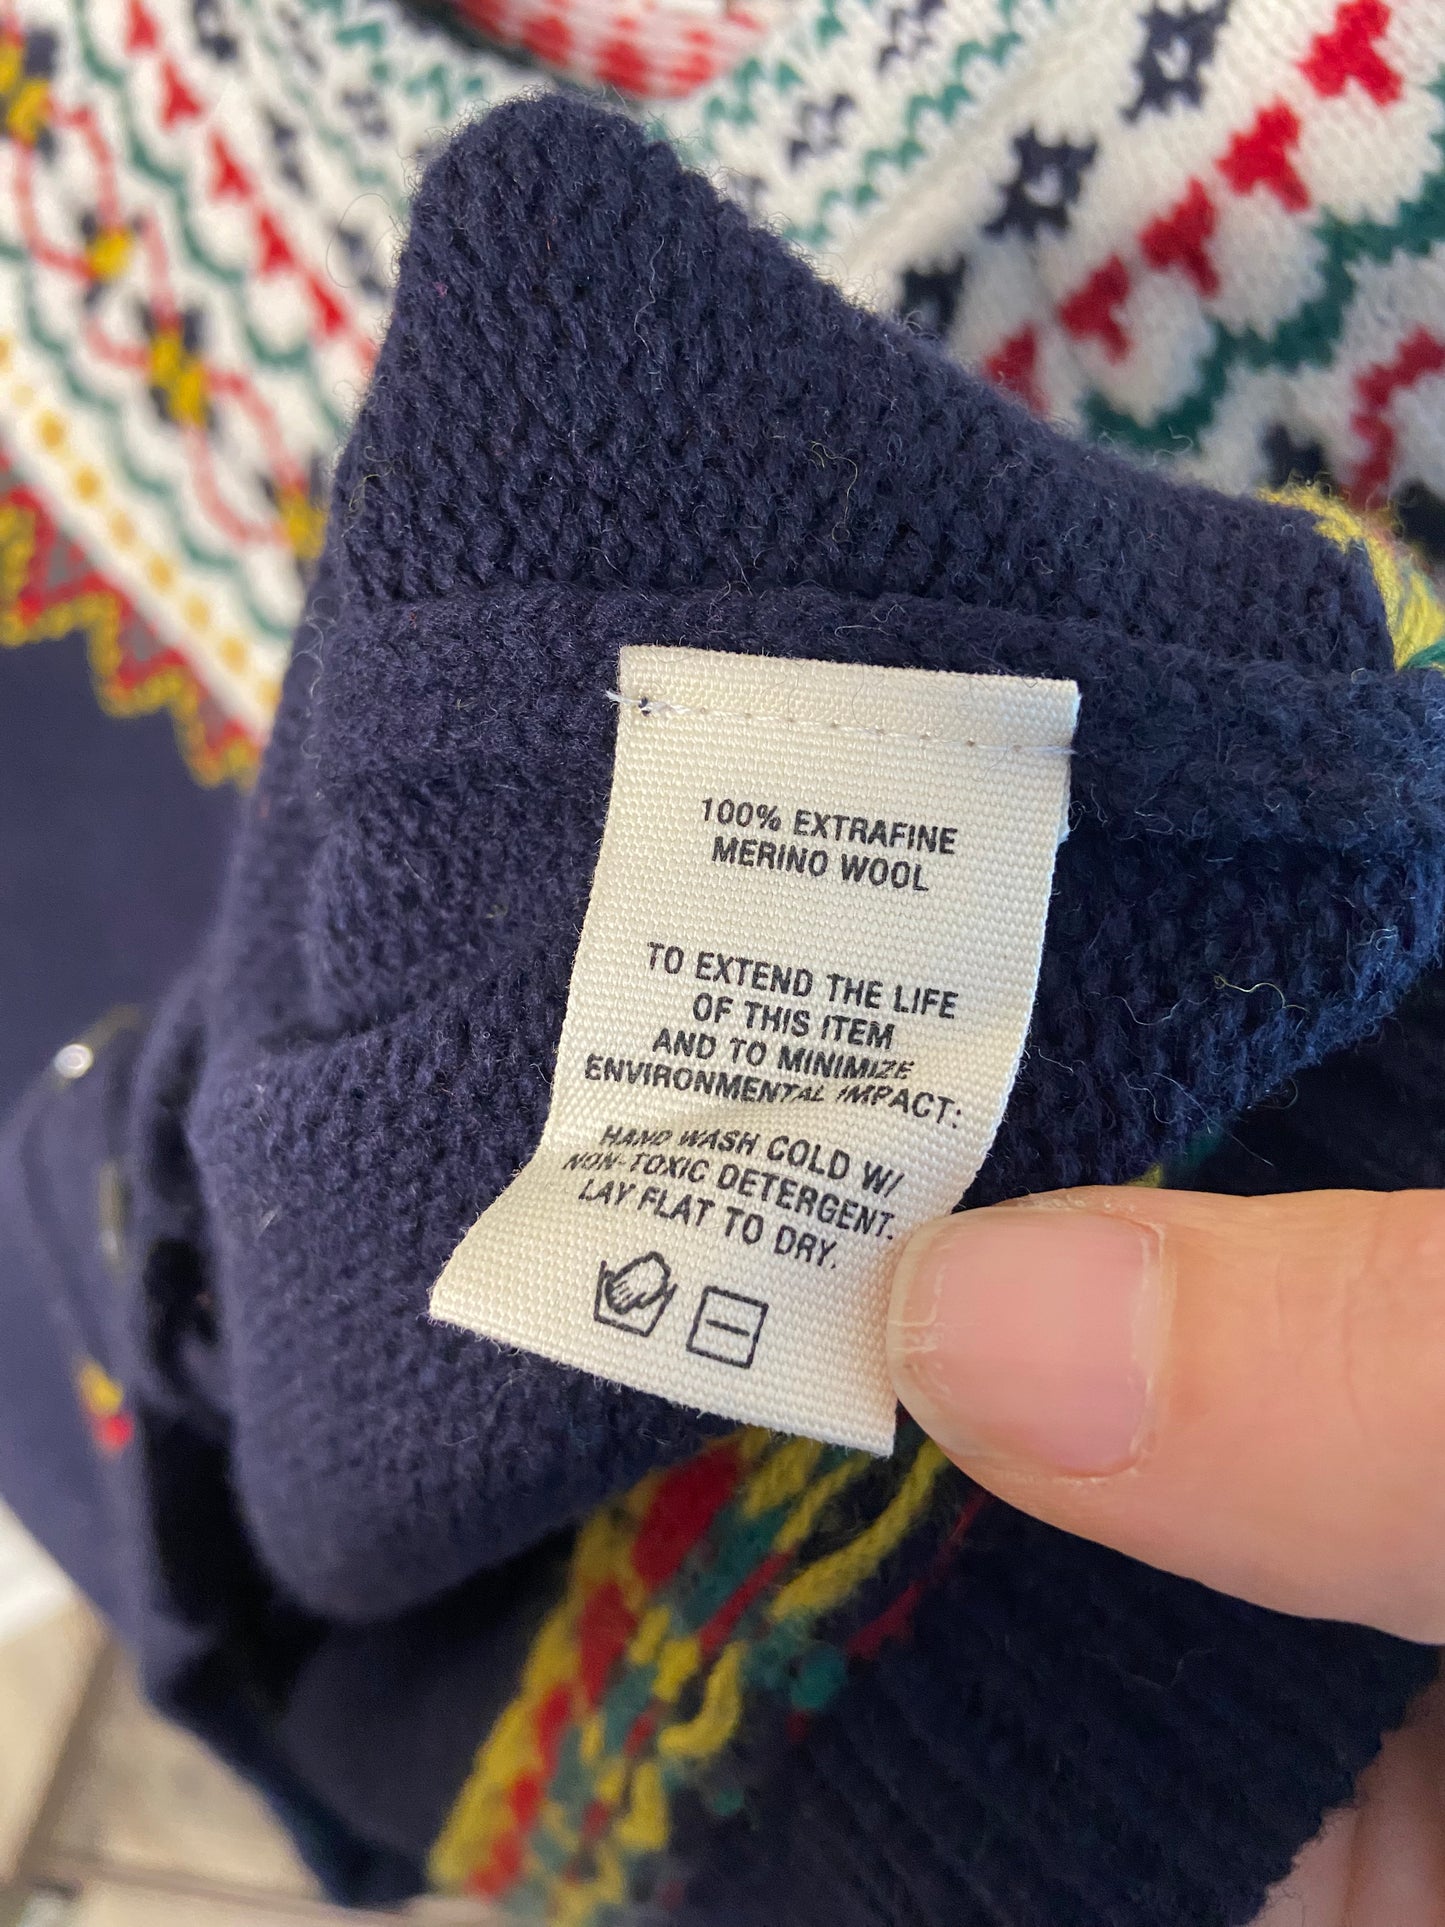 100% EXTRAFINE
MERINO WOOL
TO EXTEND THE LIFE
OF THIS ITEM
AND TO MINIMIZE
ENVIRONMENTAL IMPACT:
HAND WASH COLD W/
NON-TOXIC DETERGENT.
LAY FLAT TO DRY.